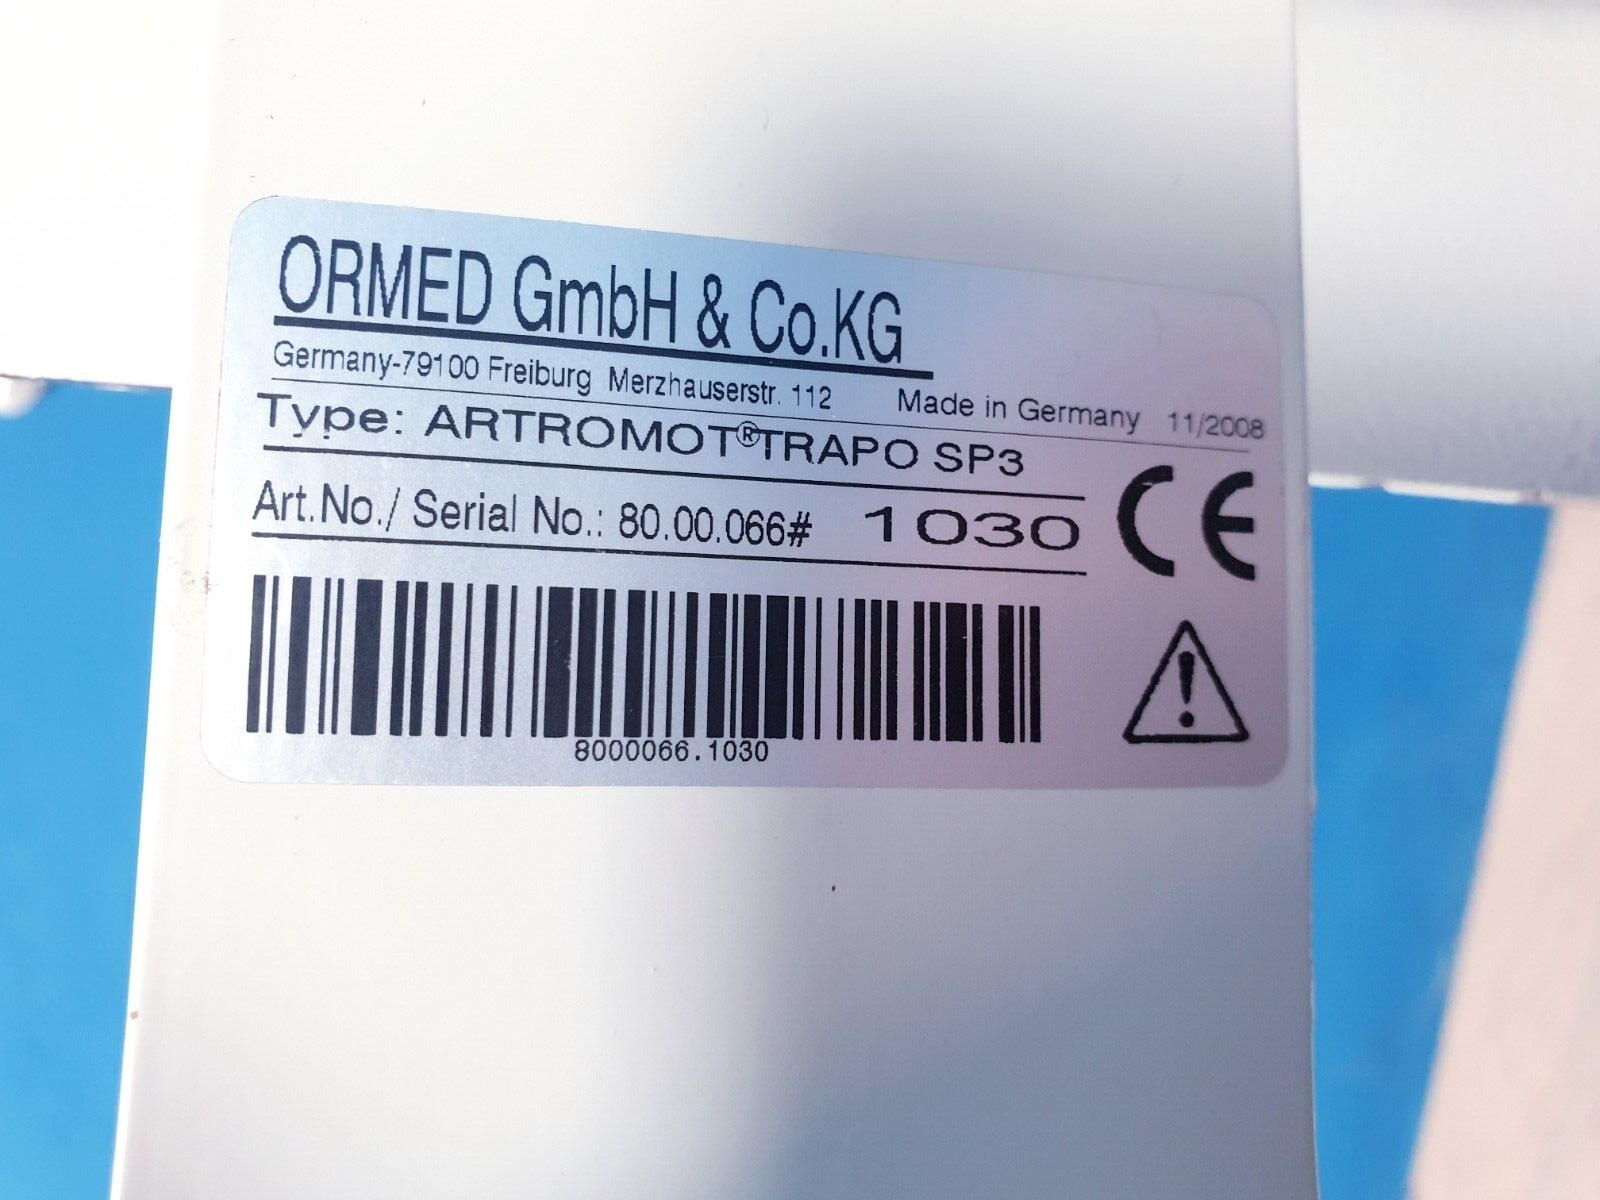 ORMED GmbH & Co.KG
Germany-79100 Freiburg Merzhauserstr. 112 Made in Germany 11/2008
Type: ARTROMOT®TRAPO SP3
Art.No./ Serial No.: 80.00.066# 1030
CE
8000066.1030